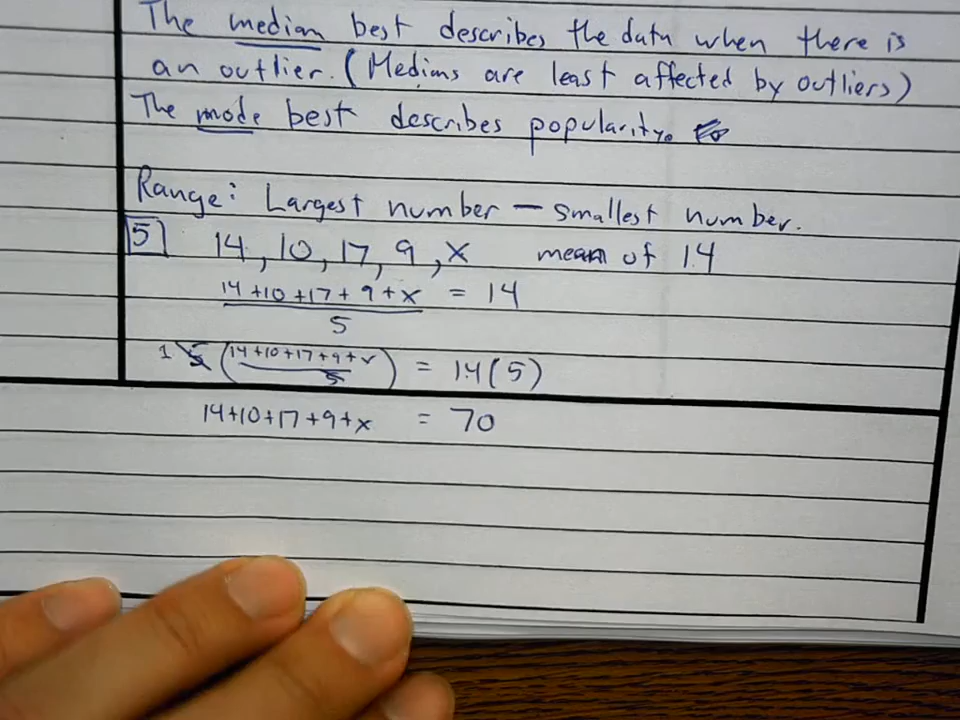 The median best describes the data when there is
an outlier. (Medians are least affected by outliers)
The mode best describes popularity.
Range: Largest number - smallest number.
5 14, 10, 17, 9, x mean of 14
14+10+17+9+x = 14
5
1 5 (14+10+17+9+x) = 14(5)
5
14+10+17+9+x = 70